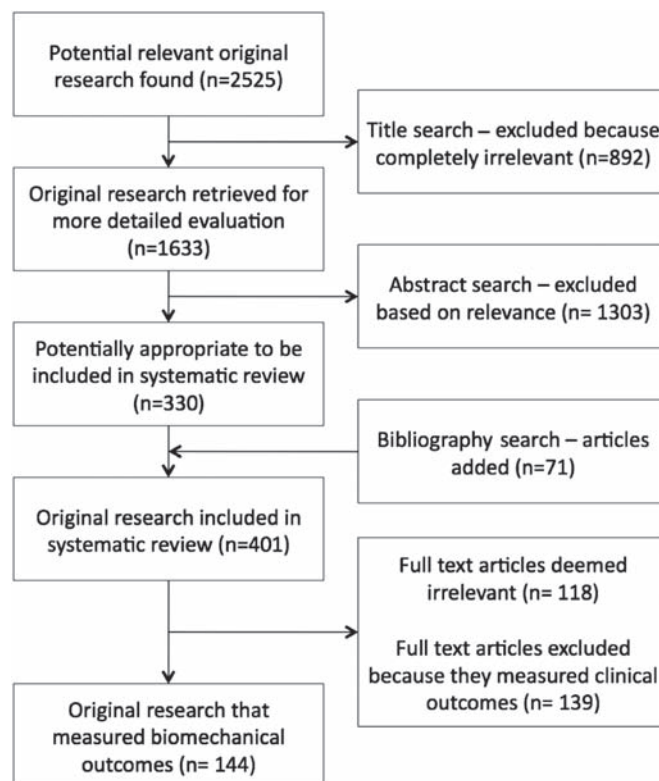 Potential relevant original
research found (n=2525)
Title search – excluded because
completely irrelevant (n=892)
Original research retrieved for
more detailed evaluation
(n=1633)
Abstract search – excluded
based on relevance (n= 1303)
Potentially appropriate to be
included in systematic review
(n=330)
Bibliography search – articles
added (n=71)
Original research included in
systematic review (n=401)
Full text articles deemed
irrelevant (n= 118)
Full text articles excluded
because they measured clinical
outcomes (n= 139)
Original research that
measured biomechanical
outcomes (n= 144)